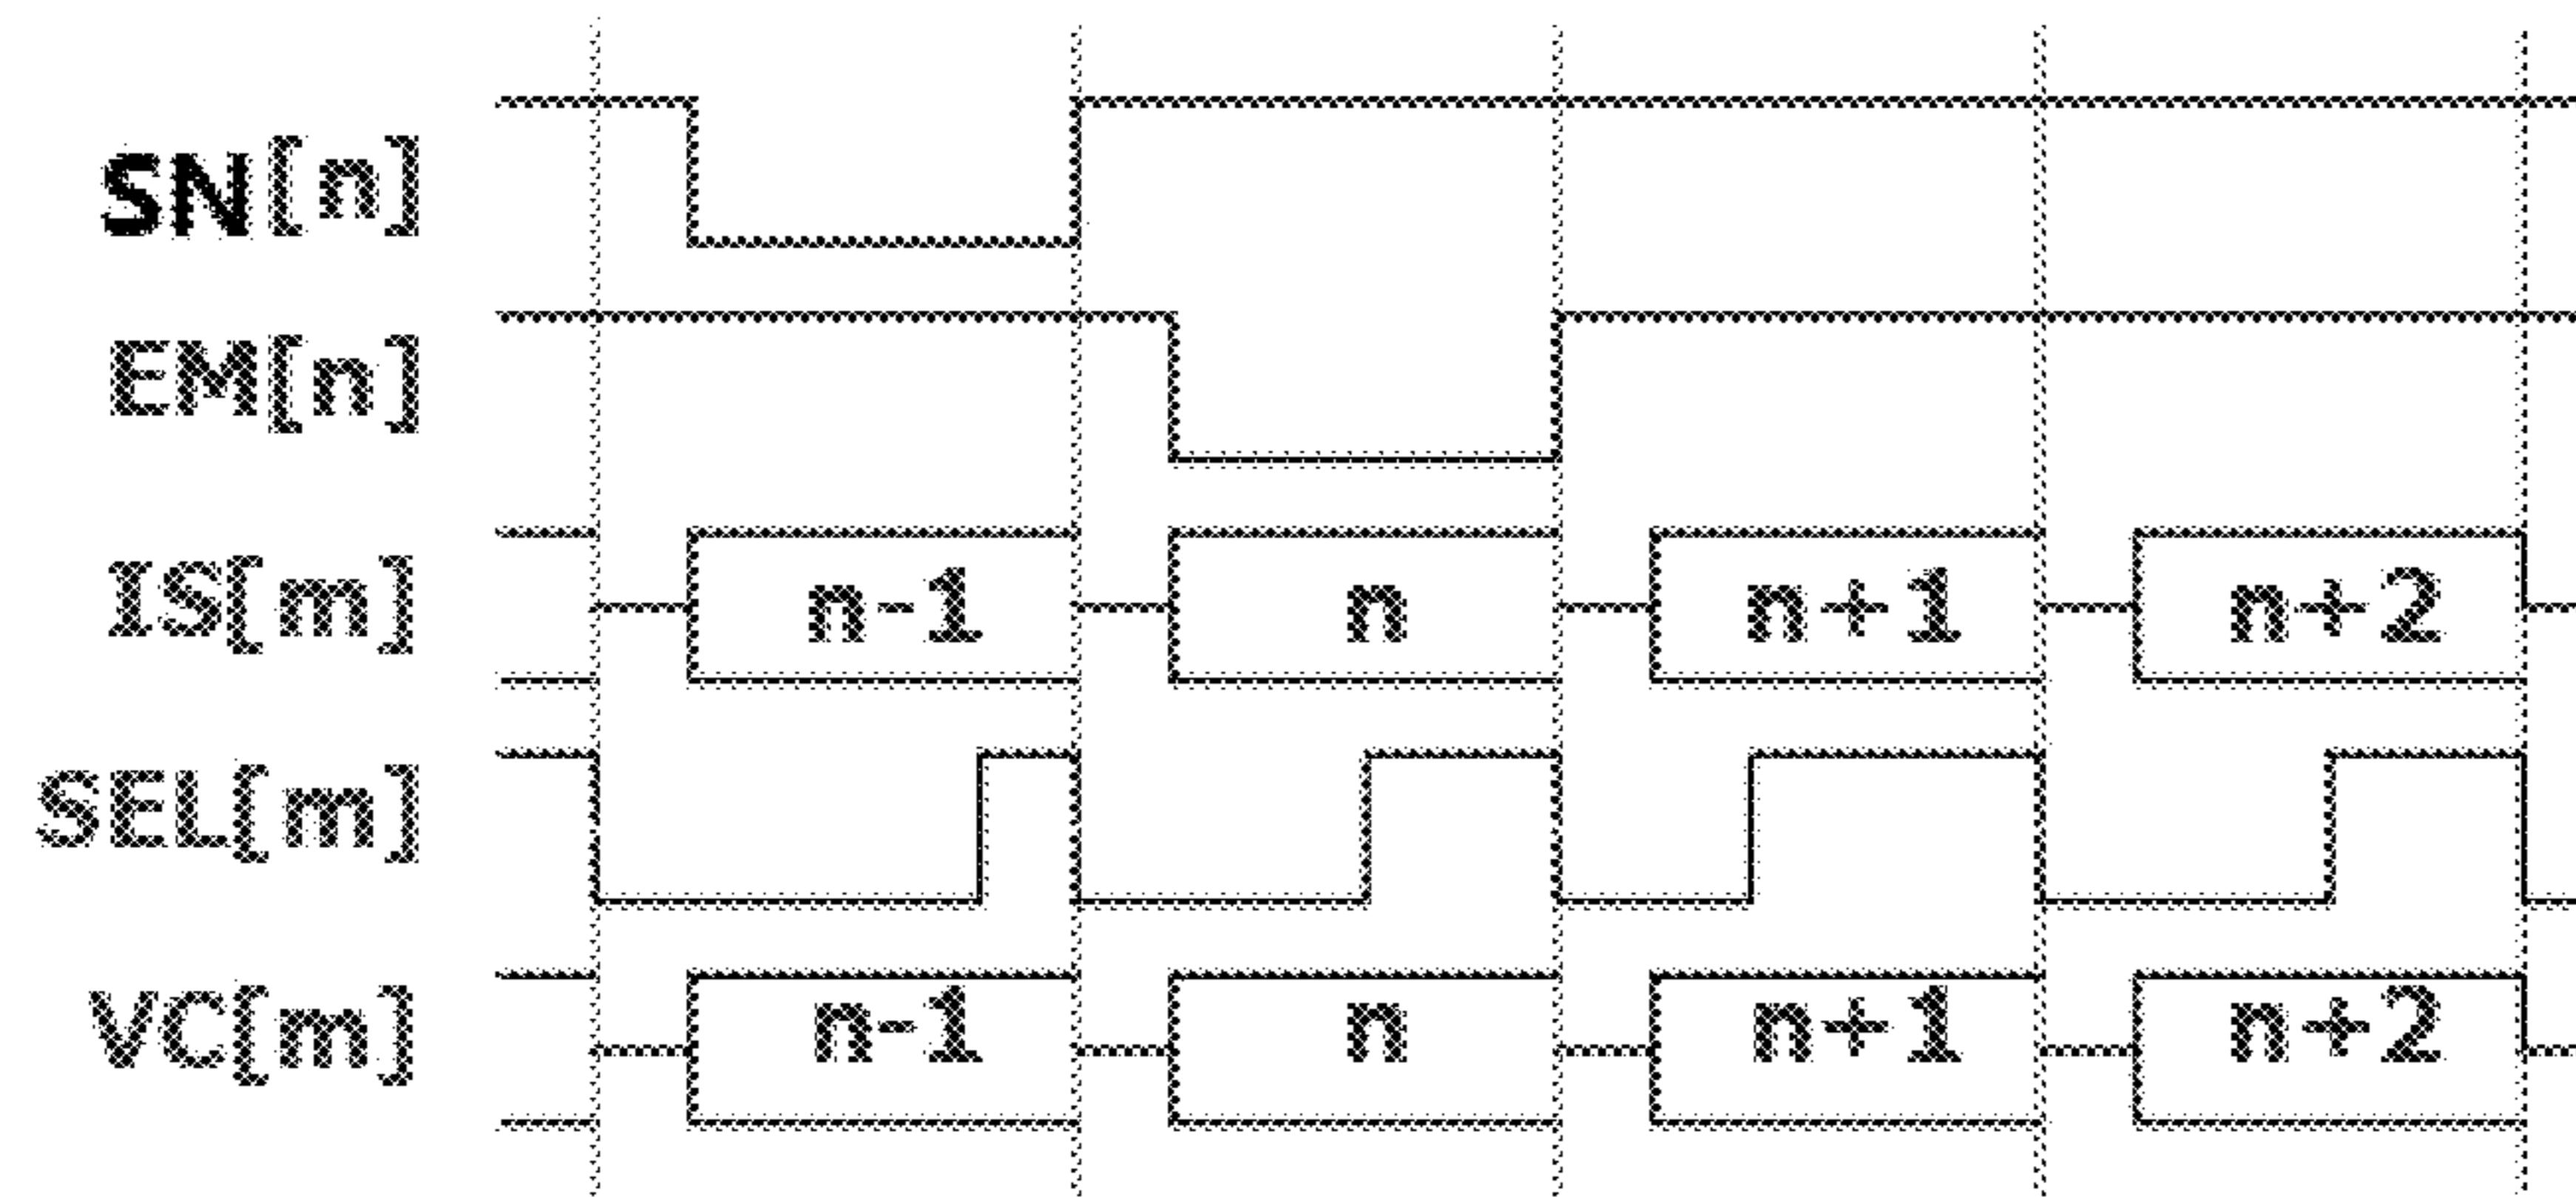 SN[n]
EM[n]
IS[m] n-1 n n+1 n+2
SEL[m]
VC[m] n-1 n n+1 n+2